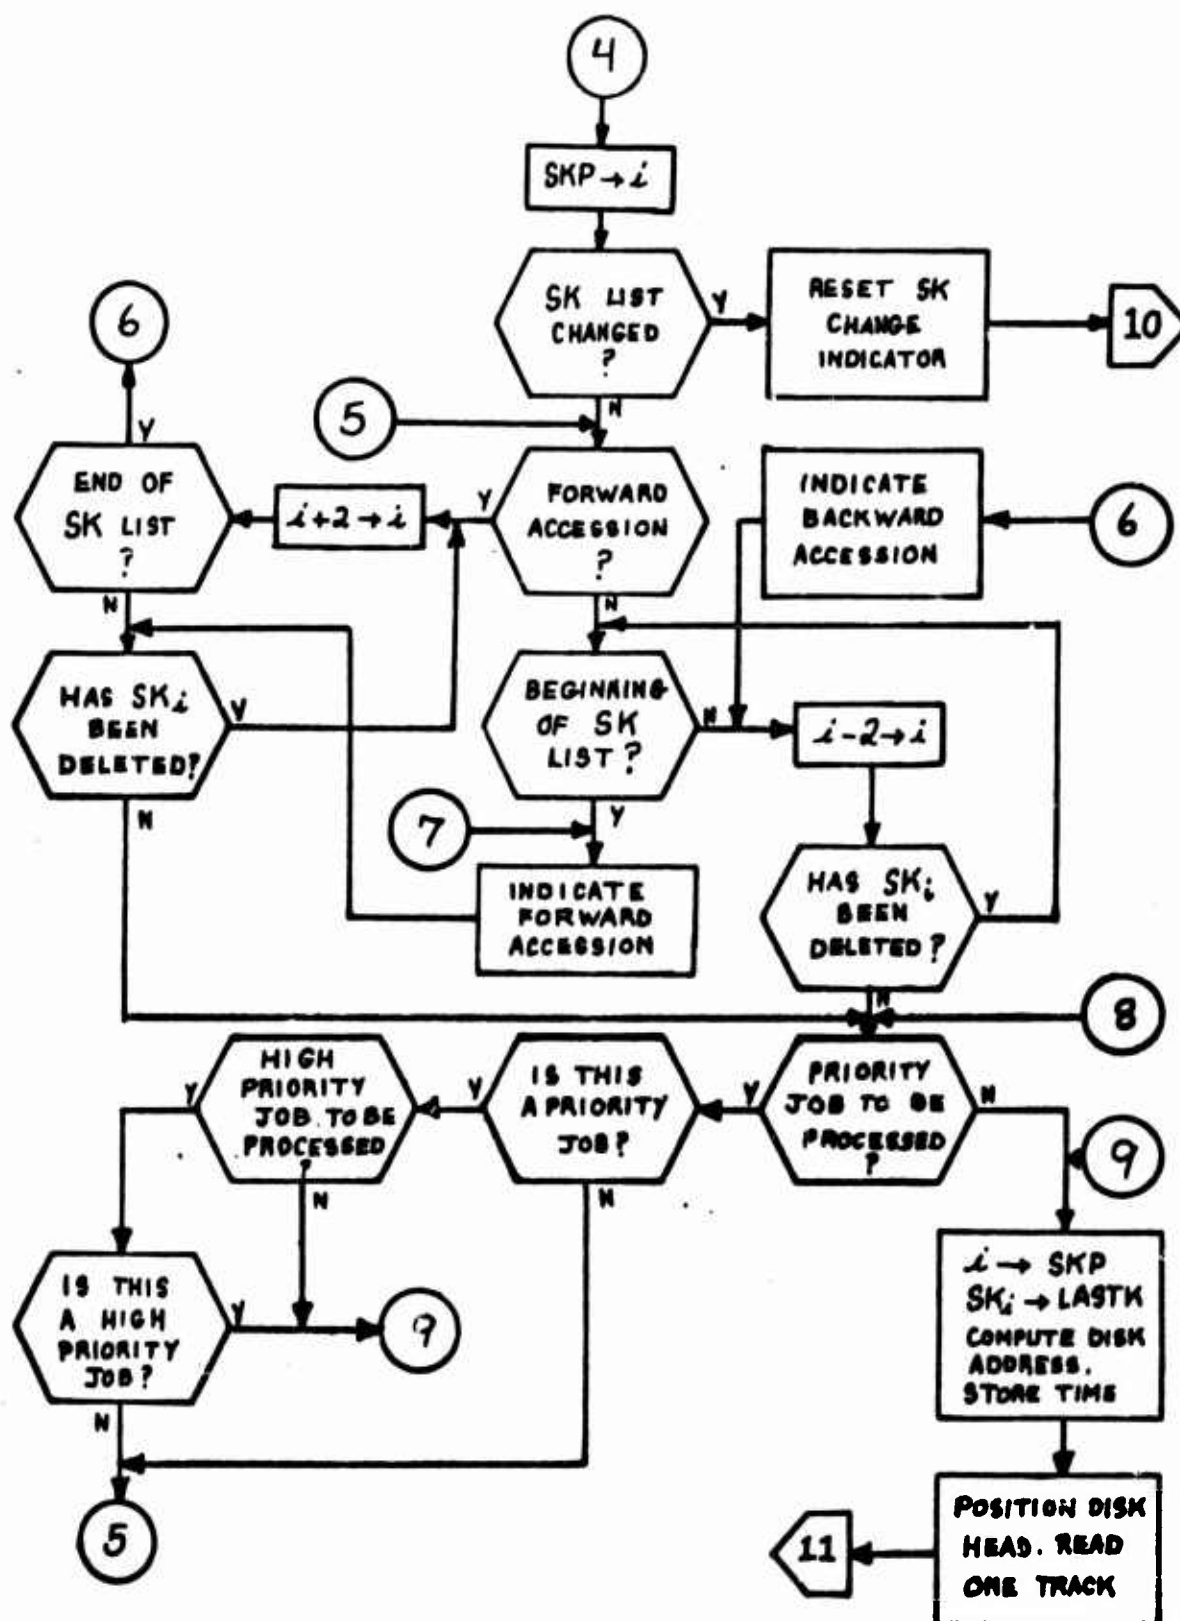 4
SKP → i
SK LIST
CHANGED
?
Y
N
RESET SK
CHANGE
INDICATOR
10
6
5
Y
END OF
SK LIST
?
N
i+2 → i
Y
FORWARD
ACCESSION
?
N
INDICATE
BACKWARD
ACCESSION
6
HAS SKi
BEEN
DELETED?
Y
N
BEGINNING
OF SK
LIST?
N
Y
i-2 → i
7
INDICATE
FORWARD
ACCESSION
HAS SKi
BEEN
DELETED?
Y
N
8
HIGH
PRIORITY
JOB TO BE
PROCESSED
?
Y
N
IS THIS
A PRIORITY
JOB?
Y
N
PRIORITY
JOB TO BE
PROCESSED
?
Y
N
9
IS THIS
A HIGH
PRIORITY
JOB?
Y
N
9
i → SKP
SKi → LASTK
COMPUTE DISK
ADDRESS.
STORE TIME
5
11
POSITION DISK
HEAD. READ
ONE TRACK